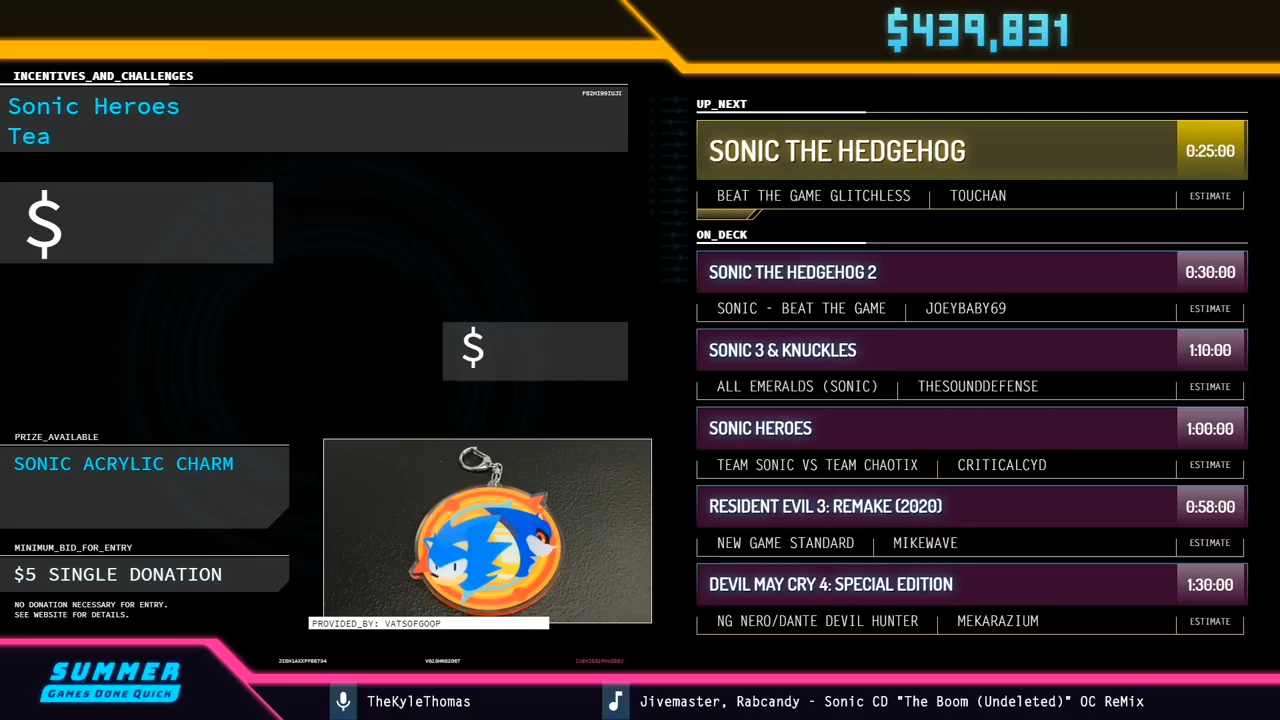 $439,831
INCENTIVES_AND_CHALLENGES
Sonic Heroes
Tea
$
$
PRIZE_AVAILABLE
SONIC ACRYLIC CHARM
MINIMUM_BID_FOR_ENTRY
$5 SINGLE DONATION
NO DONATION NECESSARY FOR ENTRY.
SEE WEBSITE FOR DETAILS.
PROVIDED_BY: VATSOFGOOP
UP_NEXT
SONIC THE HEDGEHOG 0:25:00
BEAT THE GAME GLITCHLESS TOUCHAN ESTIMATE
ON_DECK
SONIC THE HEDGEHOG 2 0:30:00
SONIC - BEAT THE GAME JOEYBABY69 ESTIMATE
SONIC 3 & KNUCKLES 1:10:00
ALL EMERALDS (SONIC) THESOUNDDEFENSE ESTIMATE
SONIC HEROES 1:00:00
TEAM SONIC VS TEAM CHAOTIX CRITICALCYD ESTIMATE
RESIDENT EVIL 3: REMAKE (2020) 0:58:00
NEW GAME STANDARD MIKEWAVE ESTIMATE
DEVIL MAY CRY 4: SPECIAL EDITION 1:30:00
NG NERO/DANTE DEVIL HUNTER MEKARAZIUM ESTIMATE
SUMMER
GAMES DONE QUICK
TheKyleThomas
Jivemaster, Rabcandy - Sonic CD "The Boom (Undeleted)" OC ReMix